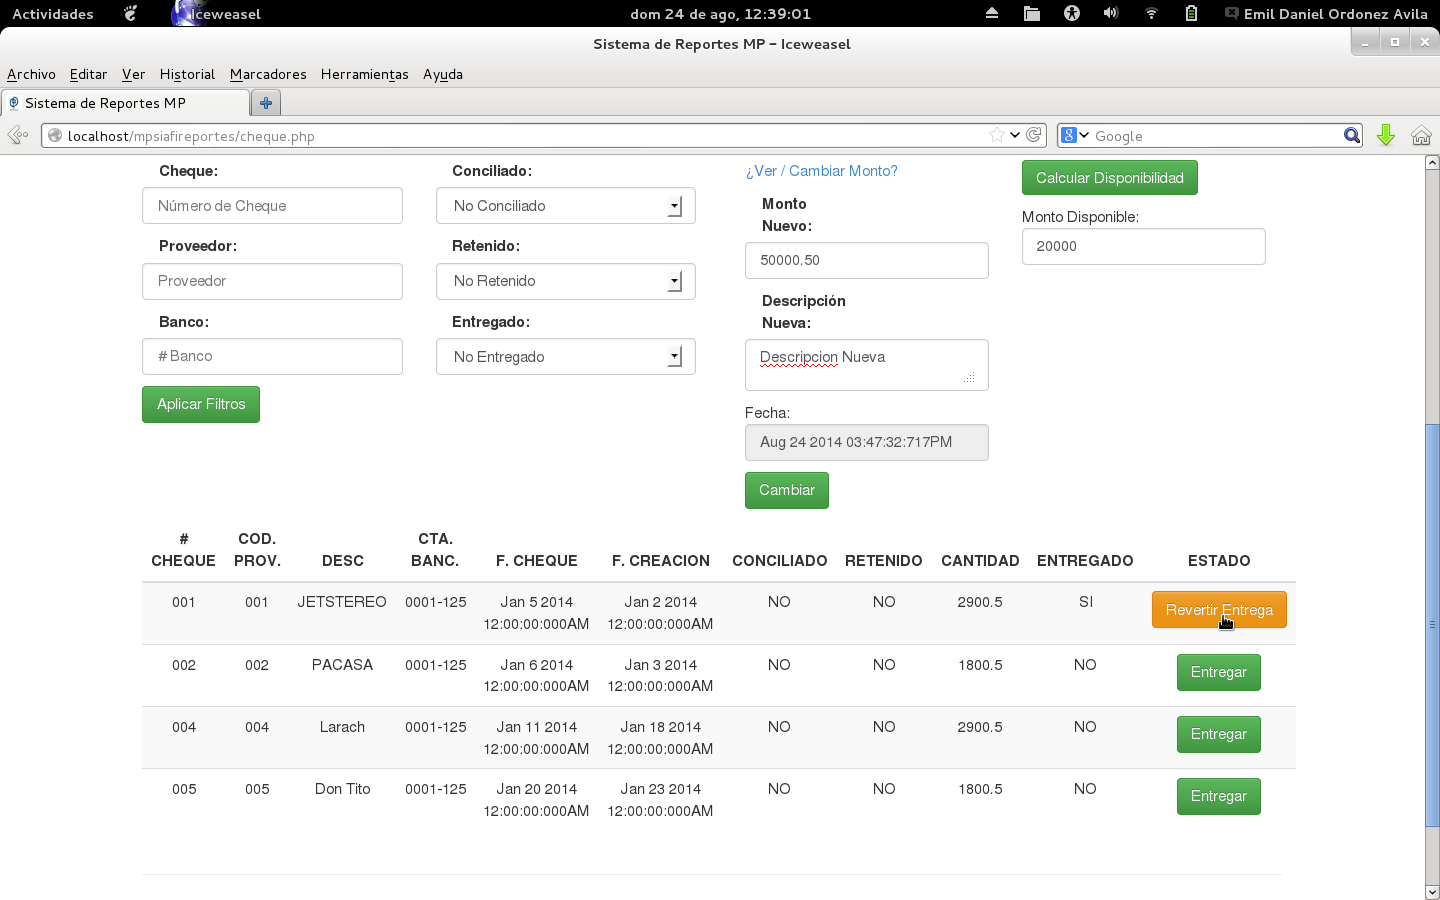 Actividades
Iceweasel
dom 24 de ago, 12:39:01
Emil Daniel Ordonez Avila
Sistema de Reportes MP – Iceweasel
Archivo Editar Ver Historial Marcadores Herramientas Ayuda
Sistema de Reportes MP
localhost/mpsiafireportes/cheque.php
Google
Cheque:
Número de Cheque
Proveedor:
Proveedor
Banco:
# Banco
Aplicar Filtros
Conciliado:
No Conciliado
Retenido:
No Retenido
Entregado:
No Entregado
¿Ver / Cambiar Monto?
Monto
Nuevo:
50000.50
Descripción
Nueva:
Descripcion Nueva
Fecha:
Aug 24 2014 03:47:32:717PM
Cambiar
Calcular Disponibilidad
Monto Disponible:
20000
# CHEQUE COD. PROV. DESC CTA. BANC. F. CHEQUE F. CREACION CONCILIADO RETENIDO CANTIDAD ENTREGADO ESTADO
001 001 JETSTEREO 0001-125 Jan 5 2014 Jan 2 2014 NO NO 2900.5 SI Revertir Entrega
12:00:00:000AM 12:00:00:000AM
002 002 PACASA 0001-125 Jan 6 2014 Jan 3 2014 NO NO 1800.5 NO Entregar
12:00:00:000AM 12:00:00:000AM
004 004 Larach 0001-125 Jan 11 2014 Jan 18 2014 NO NO 2900.5 NO Entregar
12:00:00:000AM 12:00:00:000AM
005 005 Don Tito 0001-125 Jan 20 2014 Jan 23 2014 NO NO 1800.5 NO Entregar
12:00:00:000AM 12:00:00:000AM